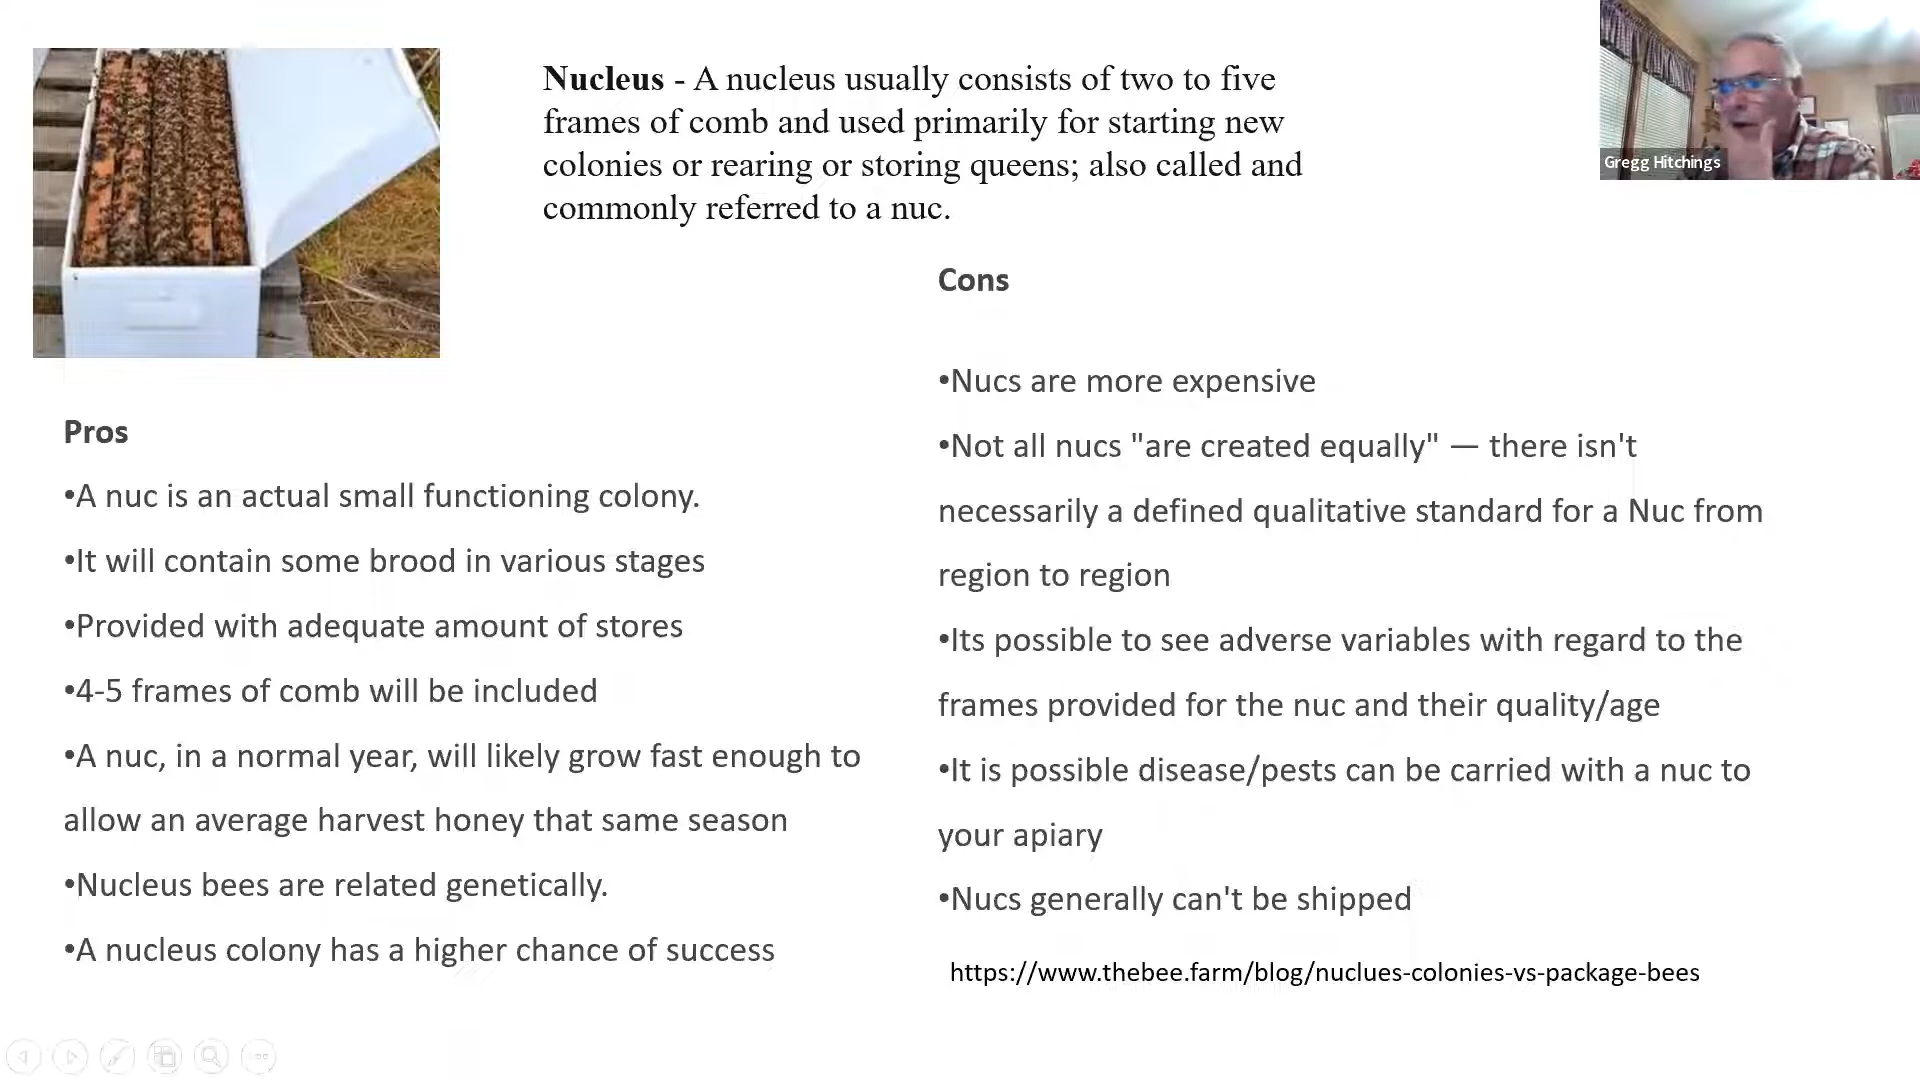 Nucleus - A nucleus usually consists of two to five
frames of comb and used primarily for starting new
colonies or rearing or storing queens; also called and
commonly referred to a nuc.
Gregg Hitchings
Pros
•A nuc is an actual small functioning colony.
•It will contain some brood in various stages
•Provided with adequate amount of stores
•4-5 frames of comb will be included
•A nuc, in a normal year, will likely grow fast enough to
allow an average harvest honey that same season
•Nucleus bees are related genetically.
•A nucleus colony has a higher chance of success
Cons
•Nucs are more expensive
•Not all nucs "are created equally" — there isn't
necessarily a defined qualitative standard for a Nuc from
region to region
•Its possible to see adverse variables with regard to the
frames provided for the nuc and their quality/age
•It is possible disease/pests can be carried with a nuc to
your apiary
•Nucs generally can't be shipped
https://www.thebee.farm/blog/nuclues-colonies-vs-package-bees